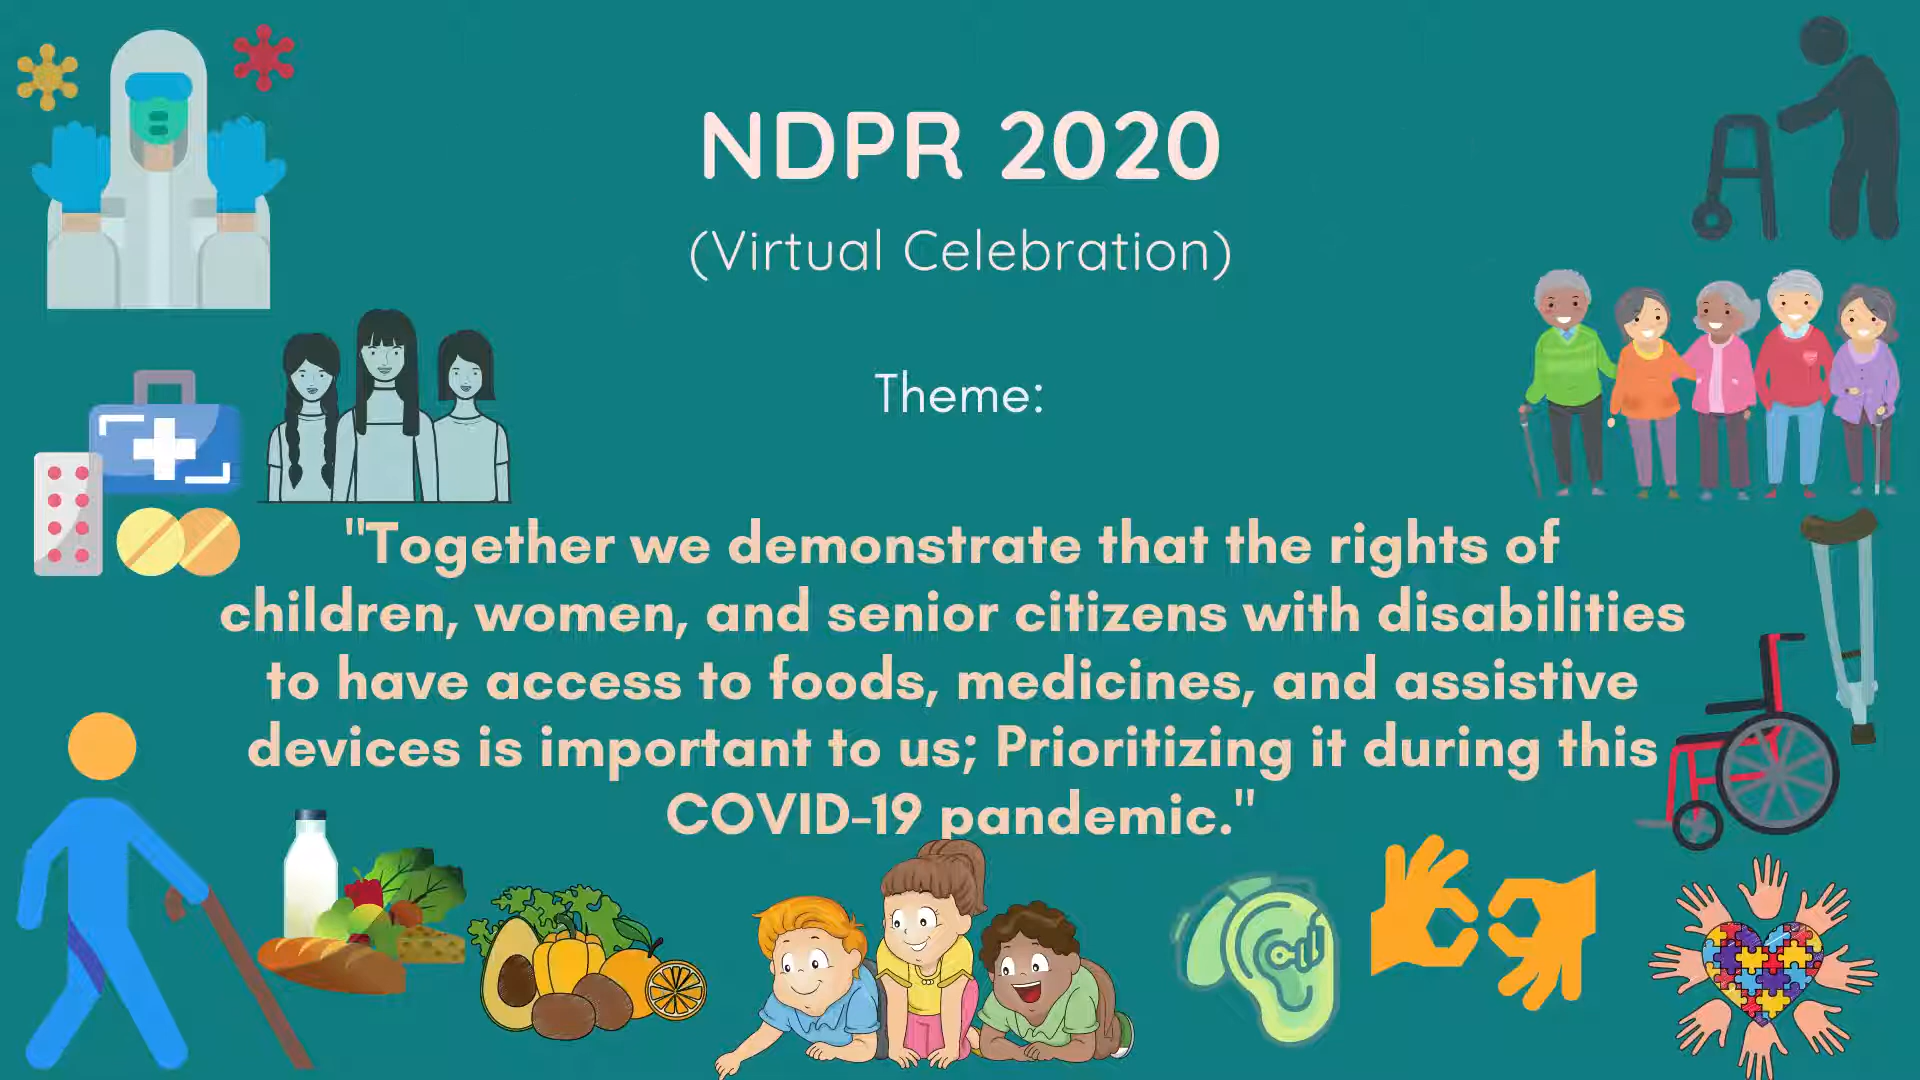 NDPR 2020
(Virtual Celebration)
Theme:
"Together we demonstrate that the rights of
children, women, and senior citizens with disabilities
to have access to foods, medicines, and assistive
devices is important to us; Prioritizing it during this
COVID-19 pandemic."